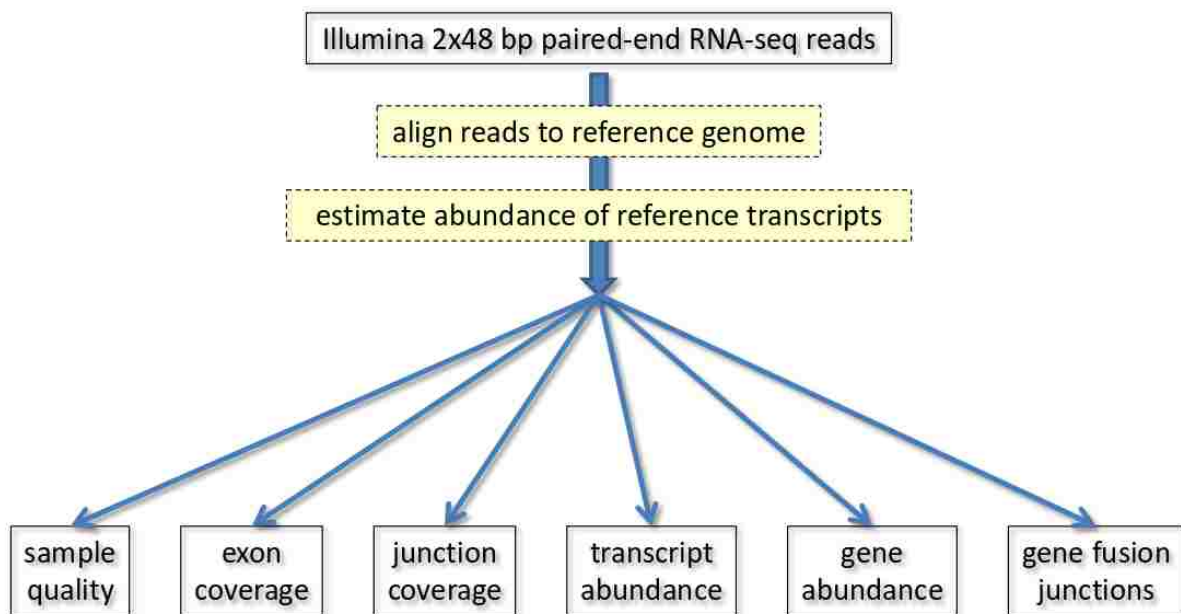 Illumina 2x48 bp paired-end RNA-seq reads
align reads to reference genome
estimate abundance of reference transcripts
sample
quality
exon
coverage
junction
coverage
transcript
abundance
gene
abundance
gene fusion
junctions